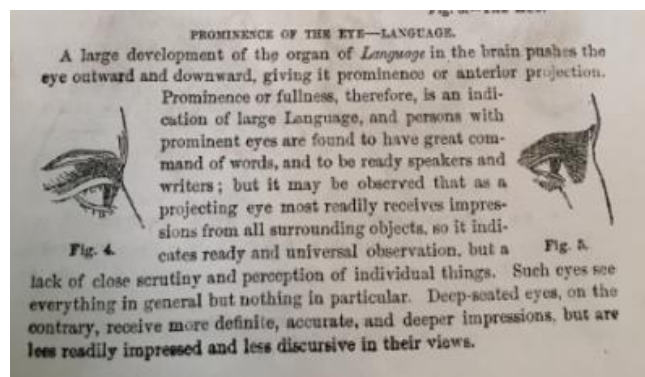 PROMINENCE OF THE EYE—LANGUAGE.
A large development of the organ of Language in the brain pushes the
eye outward and downward, giving it prominence or anterior projection.
Prominence or fullness, therefore, is an indi-
cation of large Language, and persons with
prominent eyes are found to have great com-
mand of words, and to be ready speakers and
writers; but it may be observed that as a
projecting eye most readily receives impres-
sions from all surrounding objects, so it indi-
cates ready and universal observation, but a
Fig. 4.
Fig. 5.
lack of close scrutiny and perception of individual things. Such eyes see
everything in general but nothing in particular. Deep-seated eyes, on the
contrary, receive more definite, accurate, and deeper impressions, but are
less readily impressed and less discursive in their views.